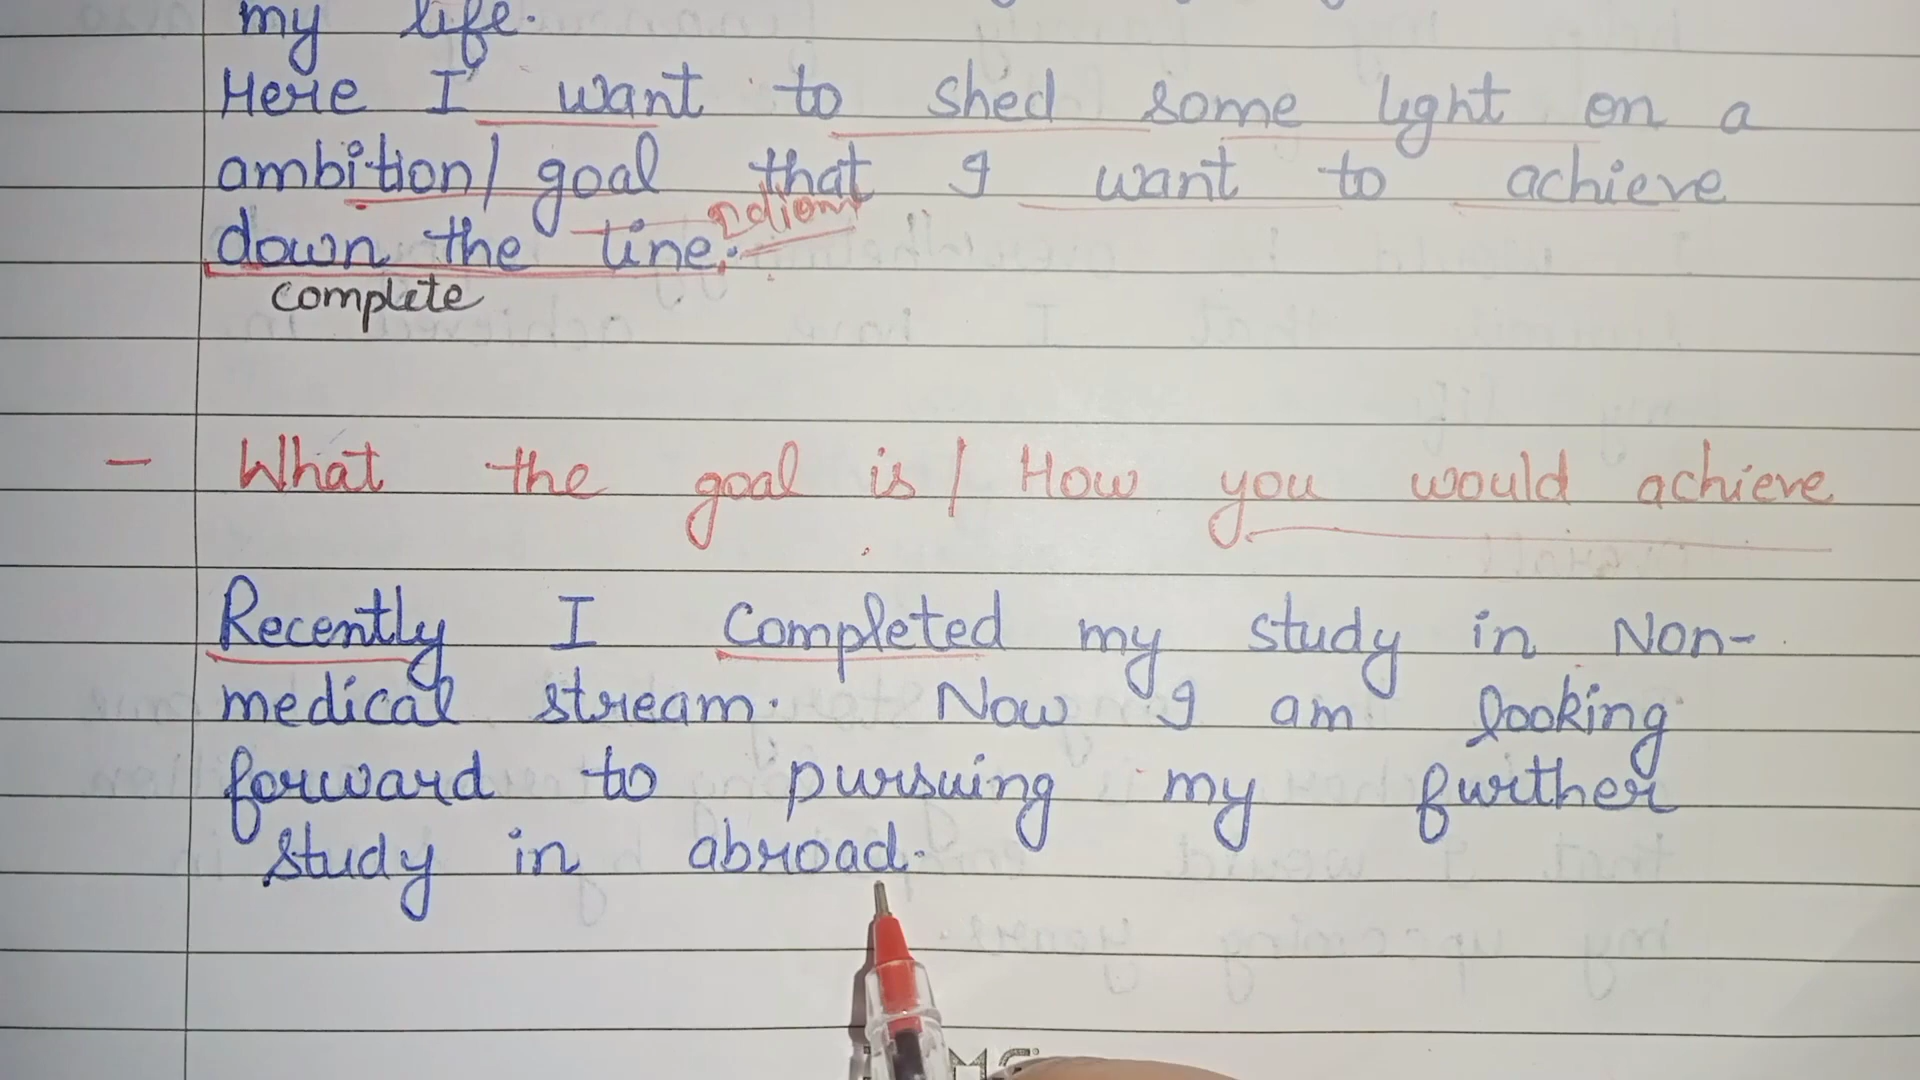 my life.
Here I want to shed some light on a
ambition/ goal that I want to achieve
idiom
down the line.
complete
- What the goal is / How you would achieve
Recently I completed my study in Non-
medical stream. Now I am looking
forward to pursuing my further
study in abroad.